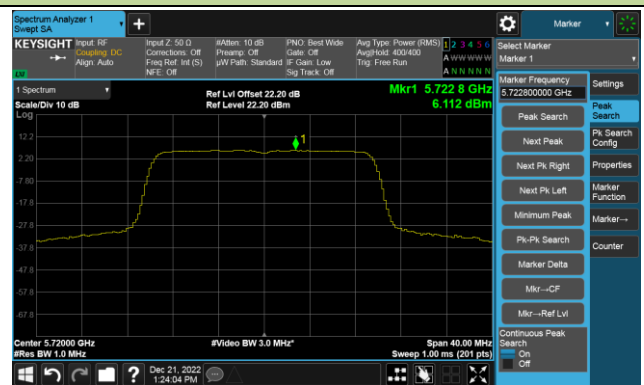 Spectrum Analyzer 1
Swept SA
+
Marker
KEYSIGHT
Input: RF
Coupling: DC
Align: Auto
Input Z: 50 Ω
Corrections: Off
Freq Ref: Int (S)
NFE: Off
#Atten: 10 dB
Preamp: Off
µW Path: Standard
PNO: Best Wide
Gate: Off
IF Gain: Low
Sig Track: Off
Avg Type: Power (RMS)
Avg|Hold: 400/400
Trig: Free Run
1 2 3 4 5 6
A W W W W W
A N N N N N
LXI
Select Marker
Marker 1
1 Spectrum
Scale/Div 10 dB
Log
Ref Lvl Offset 22.20 dB
Ref Level 22.20 dBm
Mkr1 5.722 8 GHz
6.112 dBm
12.2
2.20
-7.80
-17.8
-27.8
-37.8
-47.8
-57.8
-67.8
1
Center 5.72000 GHz
#Res BW 1.0 MHz
#Video BW 3.0 MHz*
Span 40.00 MHz
Sweep 1.00 ms (201 pts)
Marker Frequency
5.722800000 GHz
Peak Search
Next Peak
Next Pk Right
Next Pk Left
Minimum Peak
Pk-Pk Search
Marker Delta
Mkr→CF
Mkr→Ref Lvl
Continuous Peak
Search
On
Off
Settings
Peak
Search
Pk Search
Config
Properties
Marker
Function
Marker→
Counter
?
Dec 21, 2022
1:24:04 PM